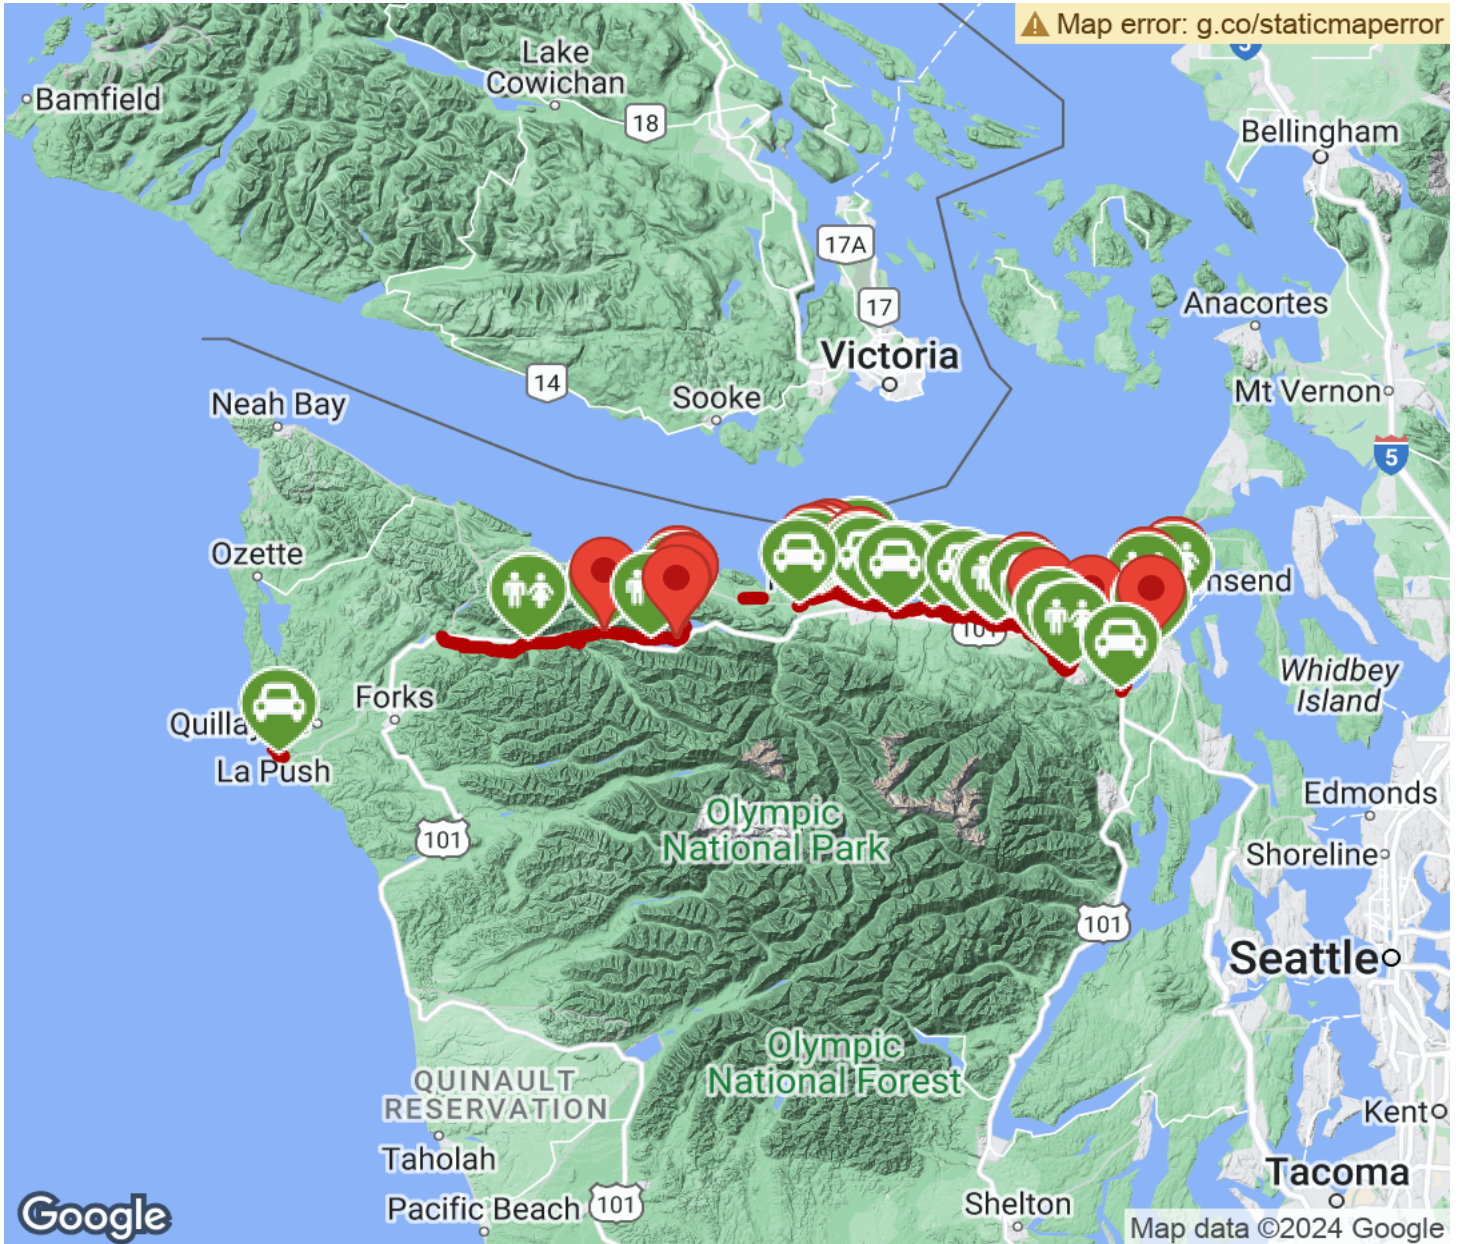 Map error: g.co/staticmaperror
5
Lake
Cowichan
Bamfield
18
Bellingham
17A
17
Anacortes
Victoria
14
Sooke
Mt Vernon
Neah Bay
5
Ozette
nsend
101
Whidbey
Island
Forks
Quilla
La Push
Edmonds
Olympic
National Park
101
Shoreline
101
Seattle
Olympic
National Forest
QUINAULT
RESERVATION
Kent
Taholah
Tacoma
Pacific Beach
101
Shelton
Google
Map data ©2024 Google